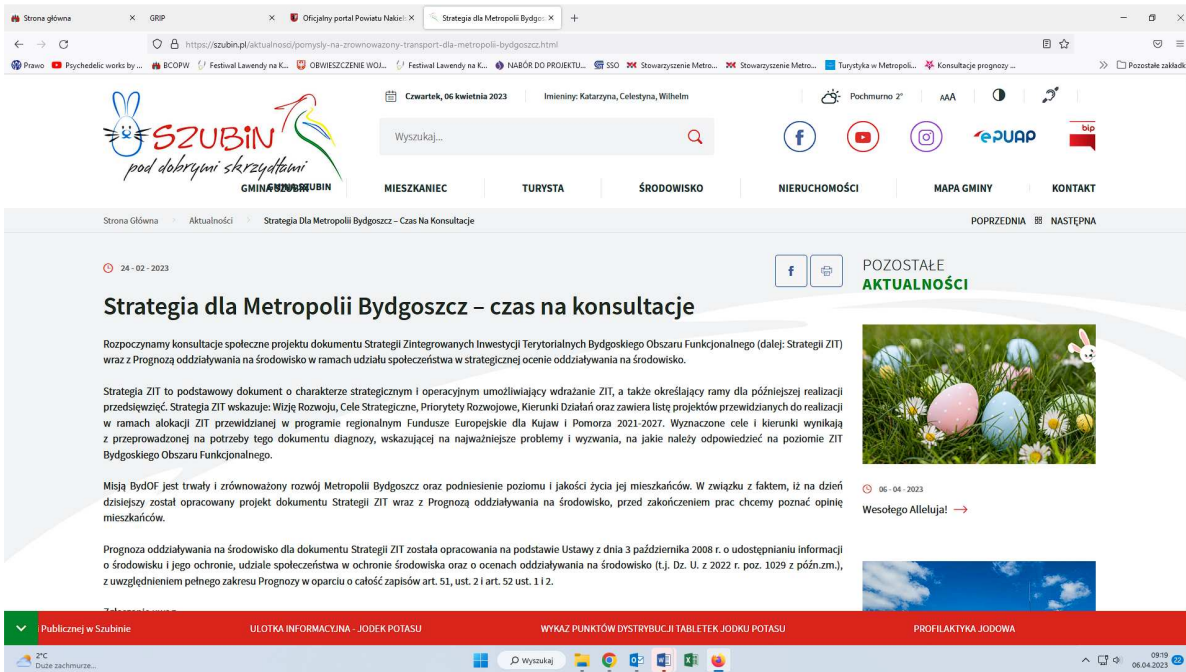 Strona główna
GRIP
Oficjalny portal Powiatu Nakiels
Strategia dla Metropolii Bydgos
https://szubin.pl/aktualnosci/pomysly-na-zrownowazony-transport-dla-metropolii-bydgoszcz.html
Prawo
Psychedelic works by ...
BCOPW
Festiwal Lawendy na K...
OBWIESZCZENIE WOJ...
Festiwal Lawendy na K...
NABÓR DO PROJEKTU...
SSO
Stowarzyszenie Metro...
Stowarzyszenie Metro...
Turystyka w Metropoli...
Konsultacje prognozy ...
Pozostałe zakładk
Czwartek, 06 kwietnia 2023
Imieniny: Katarzyna, Celestyna, Wilhelm
Pochmurno 2°
AAA
SZUBIN
pod dobrymi skrzydłami
Wyszukaj...
ePUAP
bip
GMINA SZUBIN
MIESZKANIEC
TURYSTA
ŚRODOWISKO
NIERUCHOMOŚCI
MAPA GMINY
KONTAKT
Strona Główna
Aktualności
Strategia Dla Metropolii Bydgoszcz – Czas Na Konsultacje
POPRZEDNIA
NASTĘPNA
24 - 02 - 2023
Strategia dla Metropolii Bydgoszcz – czas na konsultacje
Rozpoczynamy konsultacje społeczne projektu dokumentu Strategii Zintegrowanych Inwestycji Terytorialnych Bydgoskiego Obszaru Funkcjonalnego (dalej: Strategii ZIT)
wraz z Prognozą oddziaływania na środowisko w ramach udziału społeczeństwa w strategicznej ocenie oddziaływania na środowisko.
Strategia ZIT to podstawowy dokument o charakterze strategicznym i operacyjnym umożliwiający wdrażanie ZIT, a także określający ramy dla późniejszej realizacji
przedsięwzięć. Strategia ZIT wskazuje: Wizję Rozwoju, Cele Strategiczne, Priorytety Rozwojowe, Kierunki Działań oraz zawiera listę projektów przewidzianych do realizacji
w ramach alokacji ZIT przewidzianej w programie regionalnym Fundusze Europejskie dla Kujaw i Pomorza 2021-2027. Wyznaczone cele i kierunki wynikają
z przeprowadzonej na potrzeby tego dokumentu diagnozy, wskazującej na najważniejsze problemy i wyzwania, na jakie należy odpowiedzieć na poziomie ZIT
Bydgoskiego Obszaru Funkcjonalnego.
Misją BydOF jest trwały i zrównoważony rozwój Metropolii Bydgoszcz oraz podniesienie poziomu i jakości życia jej mieszkańców. W związku z faktem, iż na dzień
dzisiejszy został opracowany projekt dokumentu Strategii ZIT wraz z Prognozą oddziaływania na środowisko, przed zakończeniem prac chcemy poznać opinię
mieszkańców.
Prognoza oddziaływania na środowisko dla dokumentu Strategii ZIT została opracowania na podstawie Ustawy z dnia 3 października 2008 r. o udostępnianiu informacji
o środowisku i jego ochronie, udziale społeczeństwa w ochronie środowiska oraz o ocenach oddziaływania na środowisko (t.j. Dz. U. z 2022 r. poz. 1029 z późn.zm.),
z uwzględnieniem pełnego zakresu Prognozy w oparciu o całość zapisów art. 51, ust. 2 i art. 52 ust. 1 i 2.
POZOSTAŁE
AKTUALNOŚCI
06 - 04 - 2023
Wesołego Alleluja!
Publicznej w Szubinie
ULOTKA INFORMACYJNA - JODEK POTASU
WYKAZ PUNKTÓW DYSTRYBUCJI TABLETEK JODKU POTASU
PROFILAKTYKA JODOWA
2°C
Duże zachmurze...
Wyszukaj
09:19
06.04.2023
22